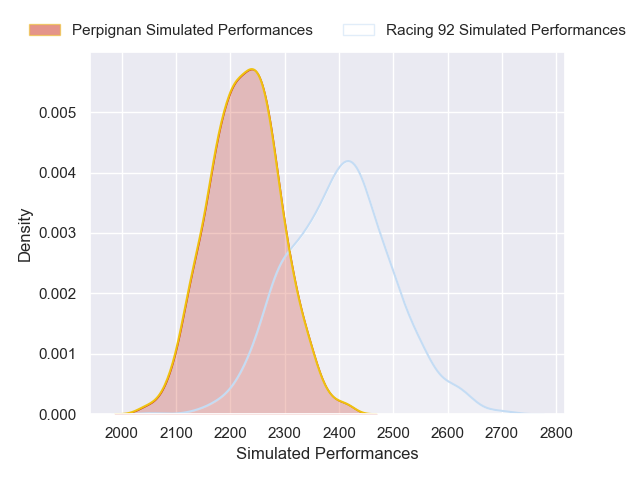 Perpignan Simulated Performances Racing 92 Simulated Performances
0.005
0.004
0.003
0.002
0.001
0.000
Density
2000 2100 2200 2300 2400 2500 2600 2700 2800
Simulated Performances